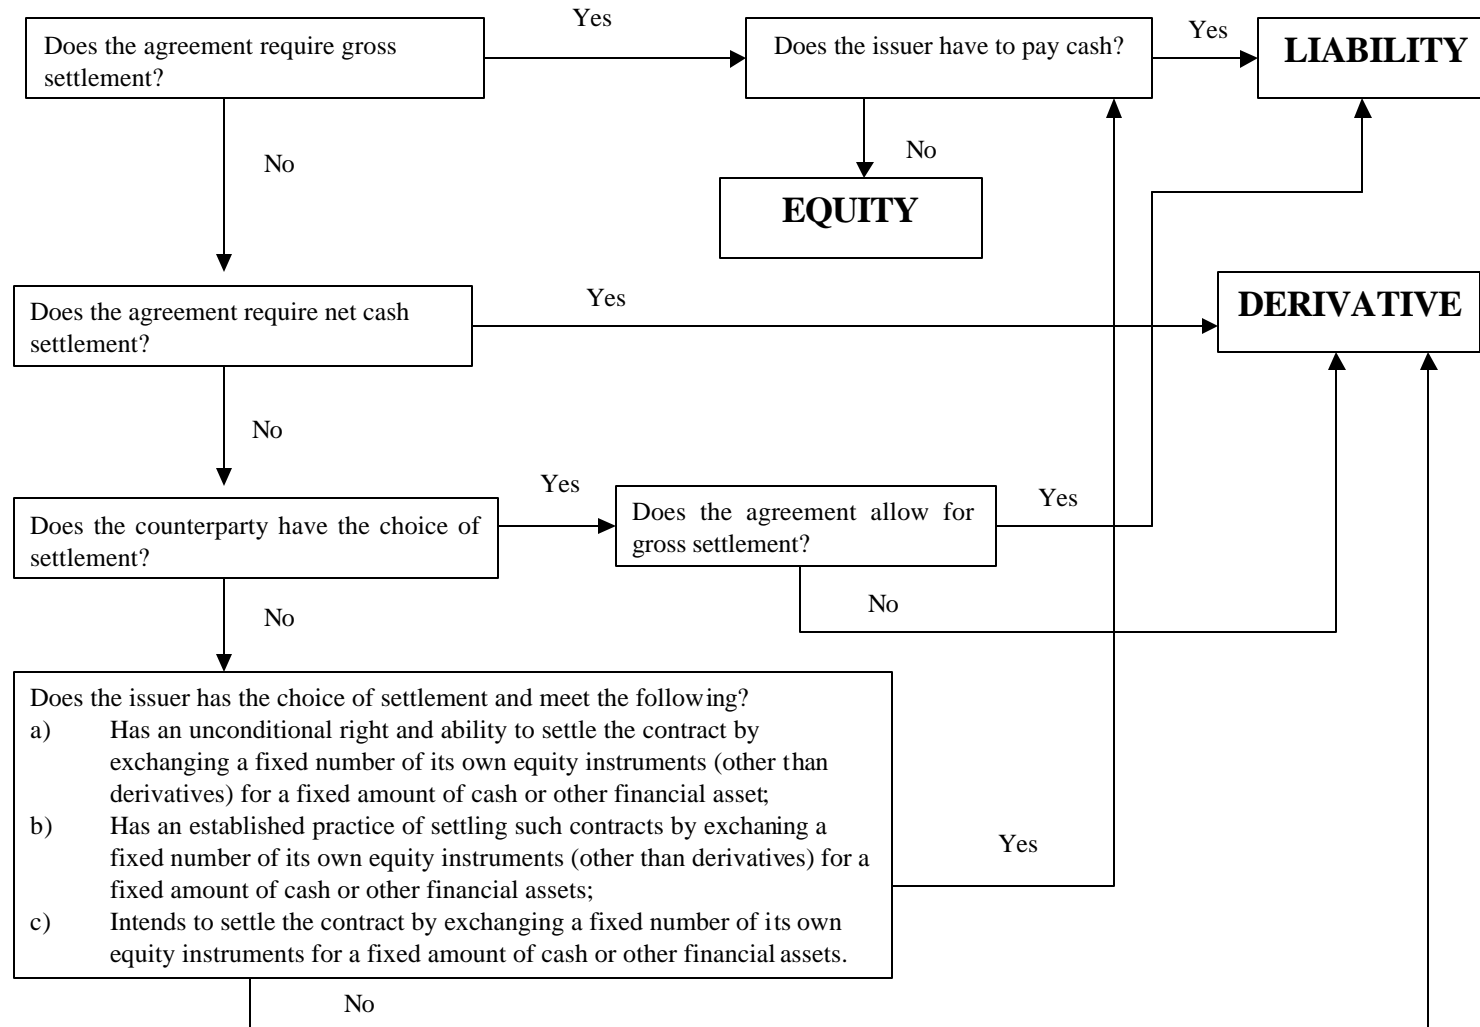 Yes
Does the agreement require gross
settlement?
Does the issuer have to pay cash?
Yes
LIABILITY
No
No
EQUITY
Does the agreement require net cash
settlement?
Yes
DERIVATIVE
No
Yes
Does the counterparty have the choice of
settlement?
Does the agreement allow for
gross settlement?
Yes
No
No
Does the issuer has the choice of settlement and meet the following?
a) Has an unconditional right and ability to settle the contract by
exchanging a fixed number of its own equity instruments (other than
derivatives) for a fixed amount of cash or other financial asset;
b) Has an established practice of settling such contracts by exchaning a
fixed number of its own equity instruments (other than derivatives) for a
fixed amount of cash or other financial assets;
c) Intends to settle the contract by exchanging a fixed number of its own
equity instruments for a fixed amount of cash or other financial assets.
Yes
No